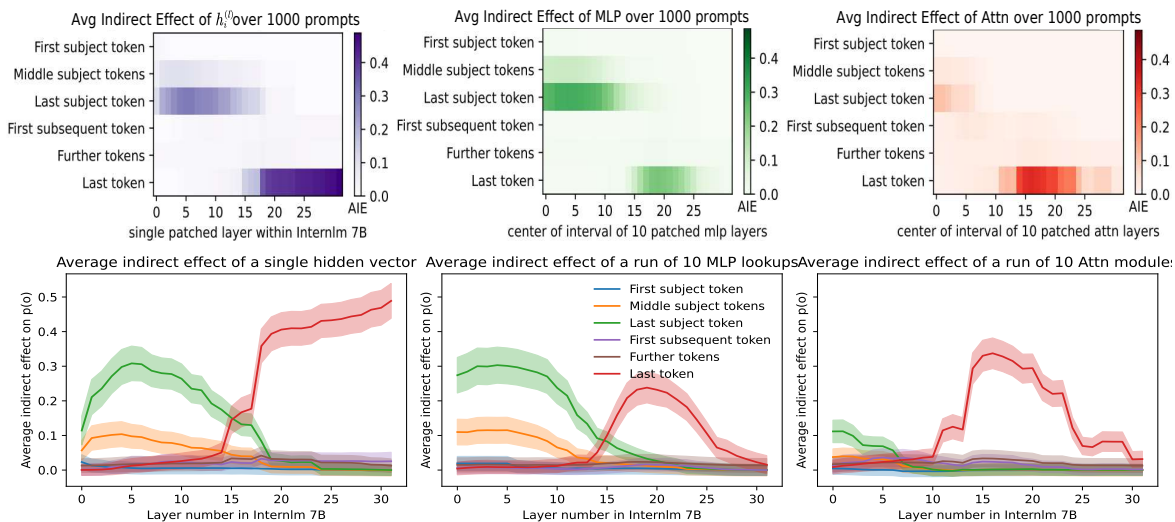 Avg Indirect Effect of h_i^(l) over 1000 prompts
First subject token
Middle subject tokens
Last subject token
First subsequent token
Further tokens
Last token
0 5 10 15 20 25
single patched layer within Internlm 7B
0.4
0.3
0.2
0.1
0.0
AIE
Avg Indirect Effect of MLP over 1000 prompts
First subject token
Middle subject tokens
Last subject token
First subsequent token
Further tokens
Last token
0 5 10 15 20 25
center of interval of 10 patched mlp layers
0.4
0.3
0.2
0.1
0.0
AIE
Avg Indirect Effect of Attn over 1000 prompts
First subject token
Middle subject tokens
Last subject token
First subsequent token
Further tokens
Last token
0 5 10 15 20 25
center of interval of 10 patched attn layers
0.4
0.3
0.2
0.1
0.0
AIE
Average indirect effect of a single hidden vector
Average indirect effect on p(o)
0.5
0.4
0.3
0.2
0.1
0.0
0 5 10 15 20 25 30
Layer number in Internlm 7B
Average indirect effect of a run of 10 MLP lookups
Average indirect effect on p(o)
First subject token
Middle subject tokens
Last subject token
First subsequent token
Further tokens
Last token
0 5 10 15 20 25 30
Layer number in Internlm 7B
Average indirect effect of a run of 10 Attn modules
Average indirect effect on p(o)
0 5 10 15 20 25 30
Layer number in Internlm 7B